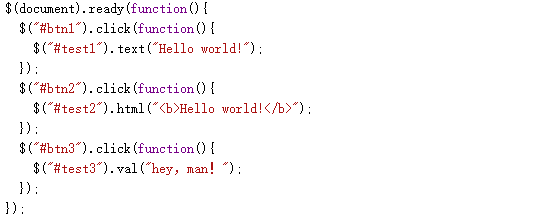 $(document).ready(function(){
  $("#btn1").click(function(){
    $("#test1").text("Hello world!");
  });
  $("#btn2").click(function(){
    $("#test2").html("<b>Hello world!</b>");
  });
  $("#btn3").click(function(){
    $("#test3").val("hey，man！");
  });
});